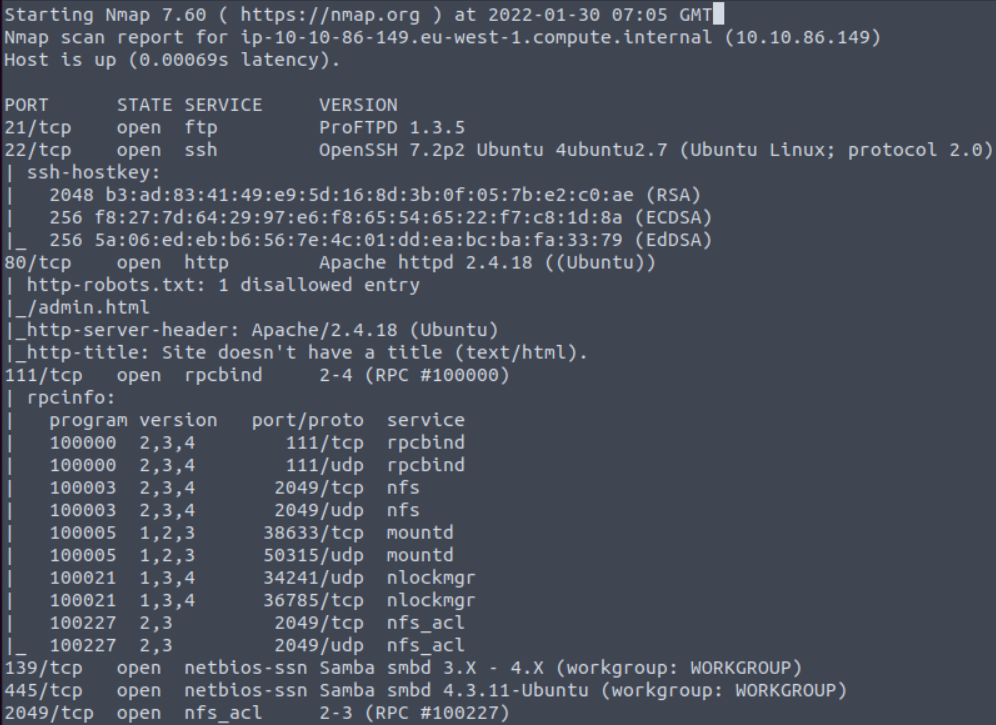 Starting Nmap 7.60 ( https://nmap.org ) at 2022-01-30 07:05 GMT
Nmap scan report for ip-10-10-86-149.eu-west-1.compute.internal (10.10.86.149)
Host is up (0.00069s latency).

PORT     STATE SERVICE     VERSION
21/tcp   open  ftp         ProFTPD 1.3.5
22/tcp   open  ssh         OpenSSH 7.2p2 Ubuntu 4ubuntu2.7 (Ubuntu Linux; protocol 2.0)
| ssh-hostkey:
|   2048 b3:ad:83:41:49:e9:5d:16:8d:3b:0f:05:7b:e2:c0:ae (RSA)
|   256 f8:27:7d:64:29:97:e6:f8:65:54:65:22:f7:c8:1d:8a (ECDSA)
|_  256 5a:06:ed:eb:b6:56:7e:4c:01:dd:ea:bc:ba:fa:33:79 (EdDSA)
80/tcp   open  http        Apache httpd 2.4.18 ((Ubuntu))
| http-robots.txt: 1 disallowed entry
|_/admin.html
|_http-server-header: Apache/2.4.18 (Ubuntu)
|_http-title: Site doesn't have a title (text/html).
111/tcp  open  rpcbind     2-4 (RPC #100000)
| rpcinfo:
|   program version   port/proto  service
|   100000  2,3,4        111/tcp  rpcbind
|   100000  2,3,4        111/udp  rpcbind
|   100003  2,3,4       2049/tcp  nfs
|   100003  2,3,4       2049/udp  nfs
|   100005  1,2,3      38633/tcp  mountd
|   100005  1,2,3      50315/udp  mountd
|   100021  1,3,4      34241/udp  nlockmgr
|   100021  1,3,4      36785/tcp  nlockmgr
|   100227  2,3         2049/tcp  nfs_acl
|_  100227  2,3         2049/udp  nfs_acl
139/tcp  open  netbios-ssn Samba smbd 3.X - 4.X (workgroup: WORKGROUP)
445/tcp  open  netbios-ssn Samba smbd 4.3.11-Ubuntu (workgroup: WORKGROUP)
2049/tcp open  nfs_acl     2-3 (RPC #100227)